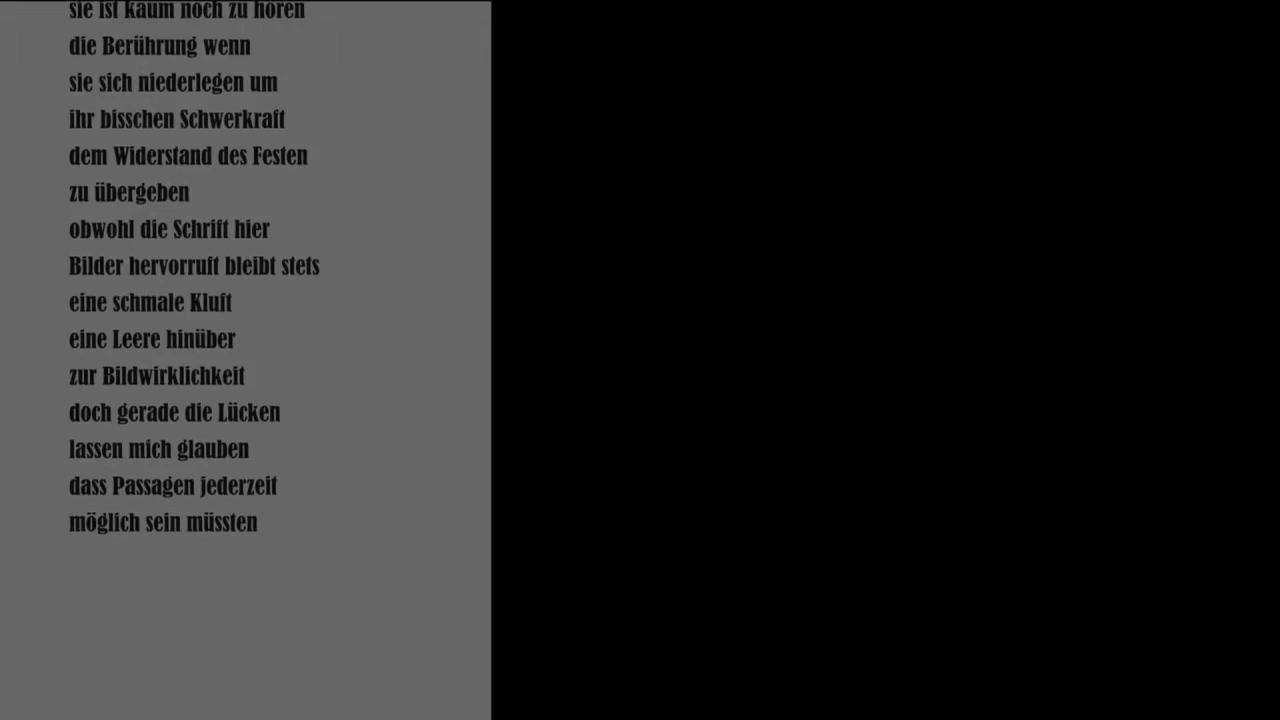 sie ist kaum noch zu hören
die Berührung wenn
sie sich niederlegen um
ihr bisschen Schwerkraft
dem Widerstand des Festen
zu übergeben
obwohl die Schrift hier
Bilder hervorruft bleibt stets
eine schmale Kluft
eine Leere hinüber
zur Bildwirklichkeit
doch gerade die Lücken
lassen mich glauben
dass Passagen jederzeit
möglich sein müssten